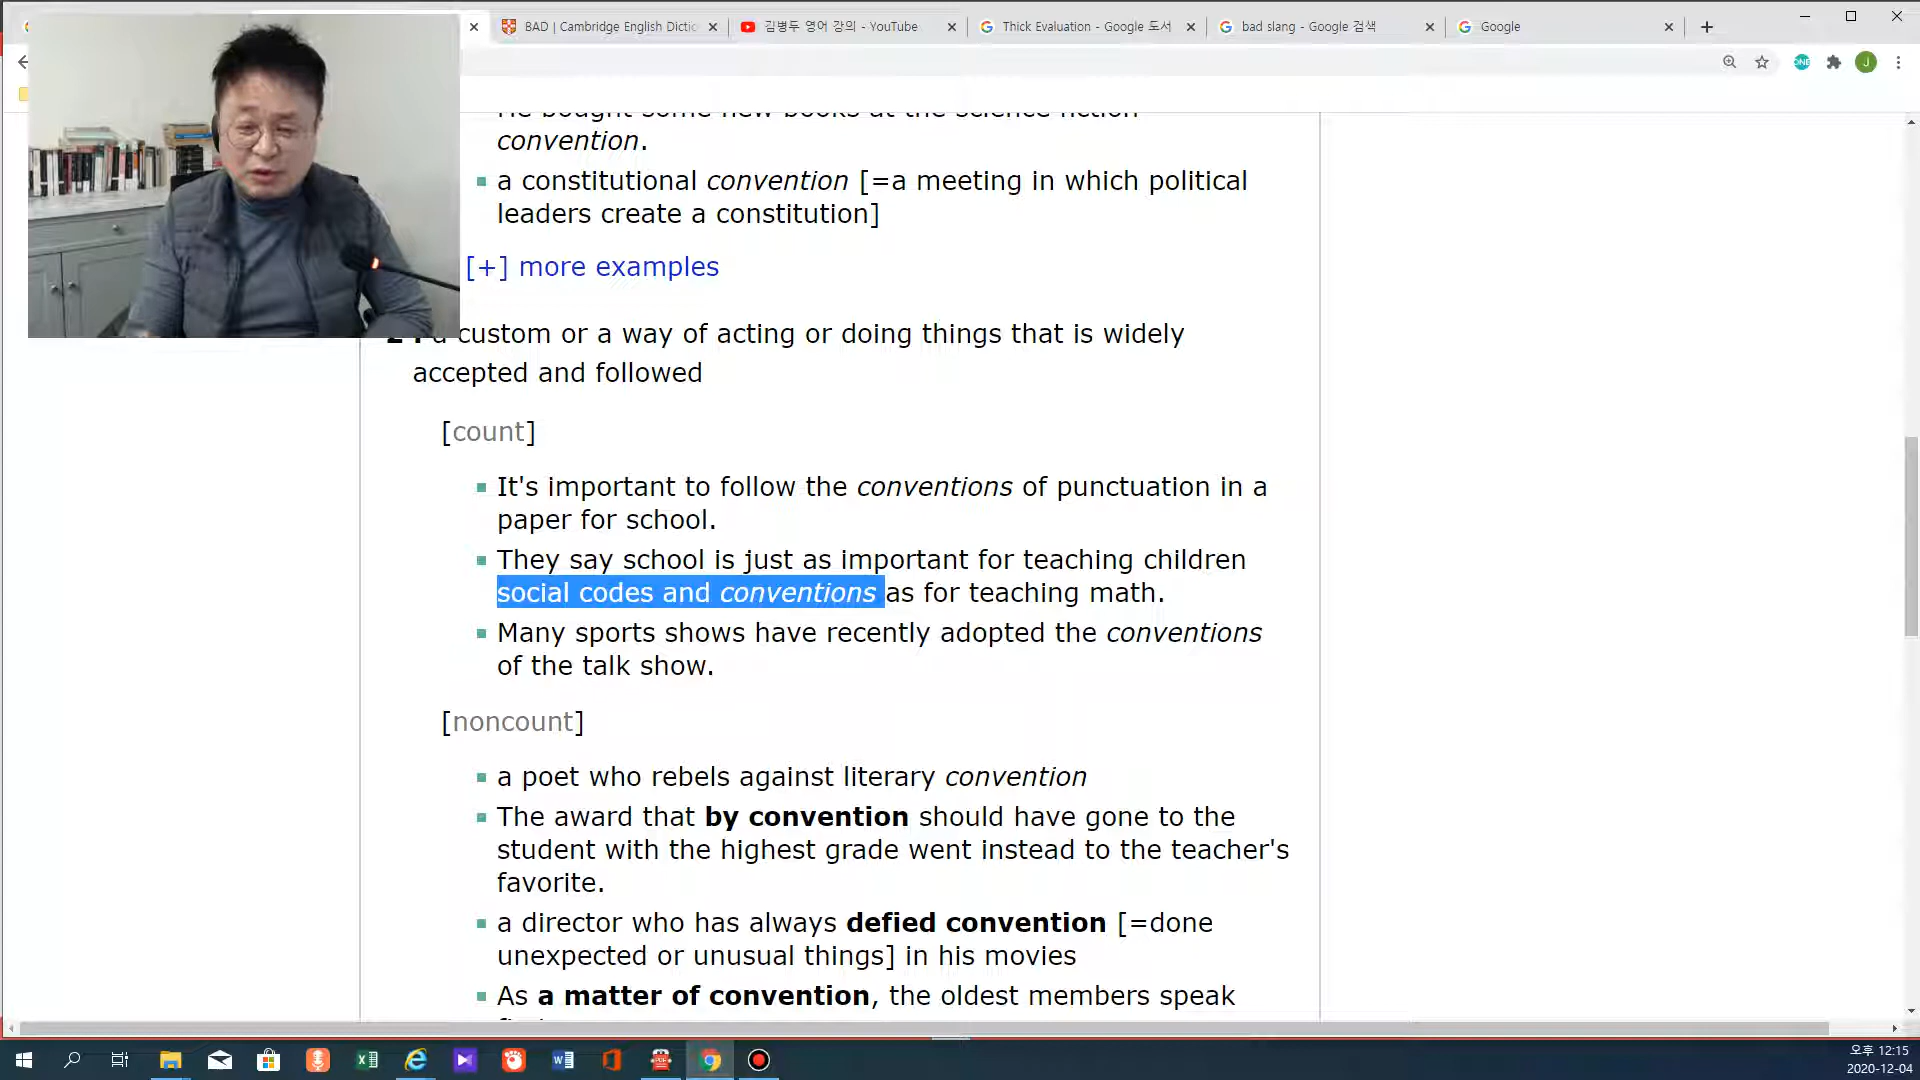 BAD | Cambridge English Dictic
김병두 영어 강의 - YouTube
Thick Evaluation - Google 도서
bad slang - Google 검색
Google
J
convention.
a constitutional convention [=a meeting in which political
leaders create a constitution]
[+] more examples
custom or a way of acting or doing things that is widely
accepted and followed
[count]
It's important to follow the conventions of punctuation in a
paper for school.
They say school is just as important for teaching children
social codes and conventions as for teaching math.
Many sports shows have recently adopted the conventions
of the talk show.
[noncount]
a poet who rebels against literary convention
The award that by convention should have gone to the
student with the highest grade went instead to the teacher's
favorite.
a director who has always defied convention [=done
unexpected or unusual things] in his movies
As a matter of convention, the oldest members speak
오후 12:15
2020-12-04